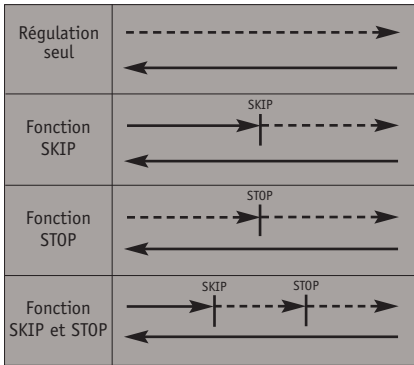 Régulation
seul
SKIP
Fonction
SKIP
STOP
Fonction
STOP
SKIP STOP
Fonction
SKIP et STOP